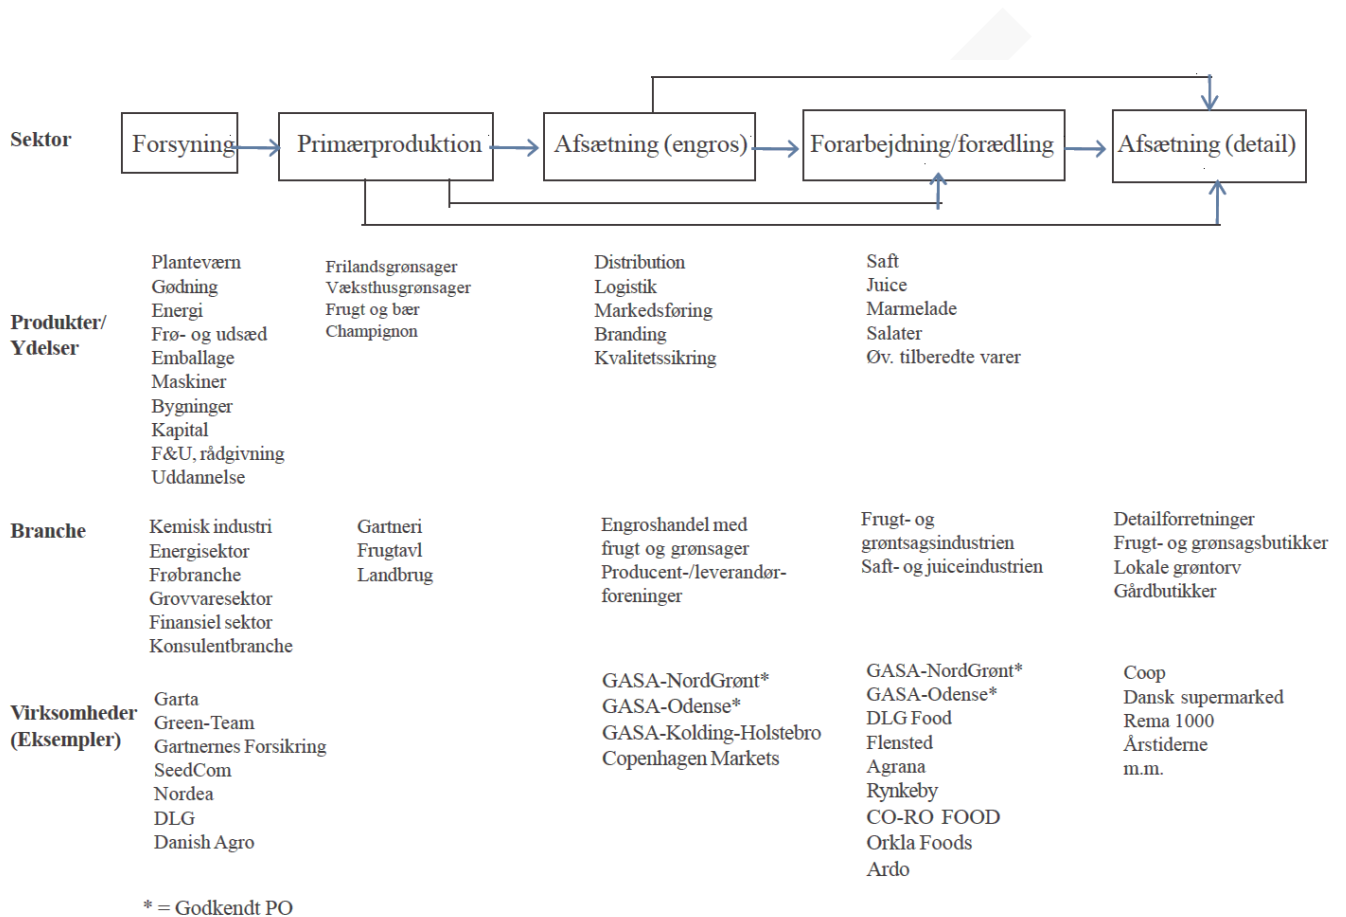 Sektor
Forsyning
Primærproduktion
Afsætning (engros)
Forarbejdning/forædling
Afsætning (detail)
Produkter/
Ydelser
Planteværn
Gødning
Energi
Frø- og udsæd
Emballage
Maskiner
Bygninger
Kapital
F&U, rådgivning
Uddannelse
Frilandsgrønsager
Væksthusgrønsager
Frugt og bær
Champignon
Distribution
Logistik
Markedsføring
Branding
Kvalitetssikring
Saft
Juice
Marmelade
Salater
Øv. tilberedte varer
Branche
Kemisk industri
Energisektor
Frøbranche
Grovvaresektor
Finansiel sektor
Konsulentbranche
Gartneri
Frugtavl
Landbrug
Engroshandel med
frugt og grønsager
Producent-/leverandør-
foreninger
Frugt- og
grøntsagsindustrien
Saft- og juiceindustrien
Detailforretninger
Frugt- og grønsagsbutikker
Lokale grøntorv
Gårdbutikker
Virksomheder
(Eksempler)
Garta
Green-Team
Gartnernes Forsikring
SeedCom
Nordea
DLG
Danish Agro
GASA-NordGrønt*
GASA-Odense*
GASA-Kolding-Holstebro
Copenhagen Markets
GASA-NordGrønt*
GASA-Odense*
DLG Food
Flensted
Agrana
Rynkeby
CO-RO FOOD
Orkla Foods
Ardo
Coop
Dansk supermarked
Rema 1000
Årstiderne
m.m.
* = Godkendt PO